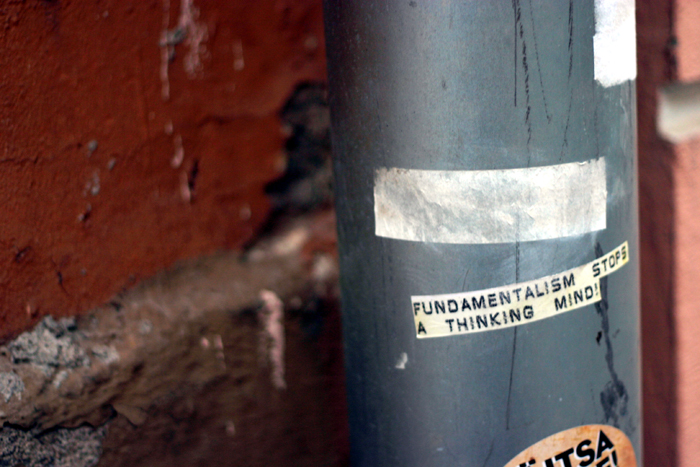 FUNDAMENTALISM STOPS
A THINKING MIND!